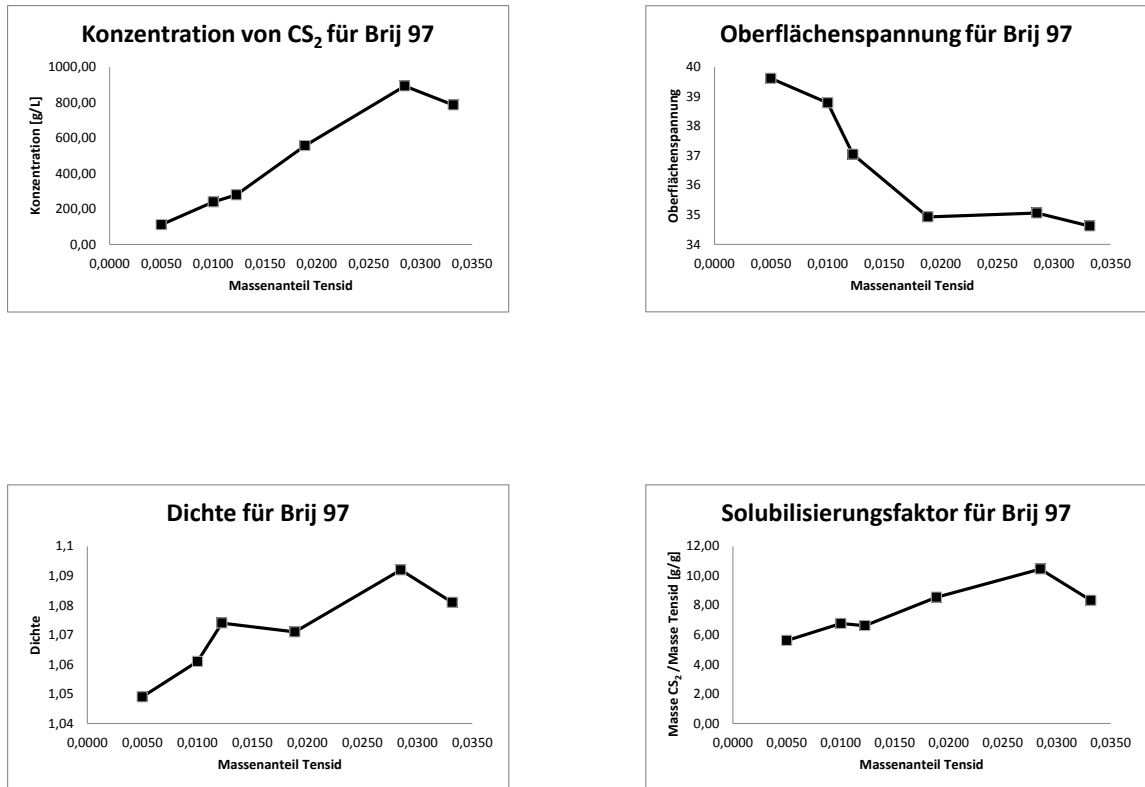 Konzentration von CS₂ für Brij 97
Konzentration [g/L]
1000,00
800,00
600,00
400,00
200,00
0,00
0,0000 0,0050 0,0100 0,0150 0,0200 0,0250 0,0300 0,0350
Massenanteil Tensid
Oberflächenspannung für Brij 97
Oberflächenspannung
40
39
38
37
36
35
34
0,0000 0,0050 0,0100 0,0150 0,0200 0,0250 0,0300 0,0350
Massenanteil Tensid
Dichte für Brij 97
Dichte
1,1
1,09
1,08
1,07
1,06
1,05
1,04
0,0000 0,0050 0,0100 0,0150 0,0200 0,0250 0,0300 0,0350
Massenanteil Tensid
Solubilisierungsfaktor für Brij 97
Masse CS₂ / Masse Tensid [g/g]
12,00
10,00
8,00
6,00
4,00
2,00
0,00
0,0000 0,0050 0,0100 0,0150 0,0200 0,0250 0,0300 0,0350
Massenanteil Tensid